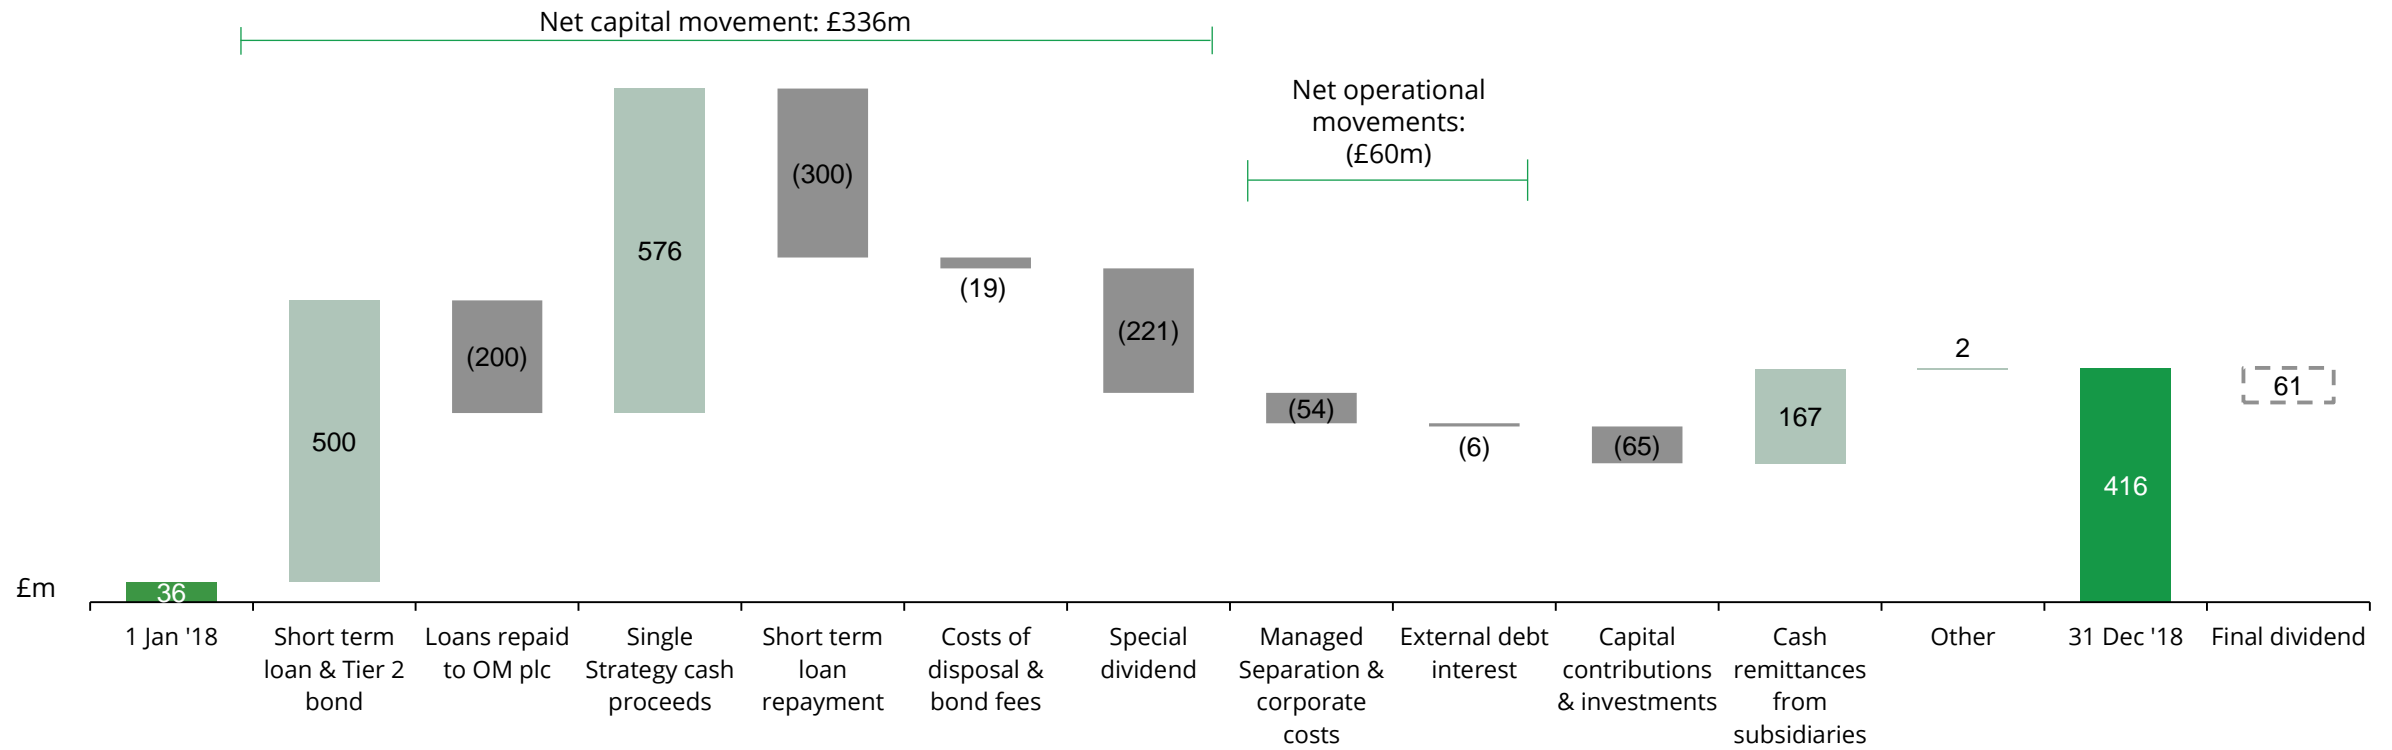 Net capital movement: £336m
Net operational
movements:
(£60m)
500
(200)
576
(300)
(19)
(221)
(54)
(6)
(65)
167
2
416
61
36
£m
1 Jan '18
Short term
loan & Tier 2
bond
Loans repaid
to OM plc
Single
Strategy cash
proceeds
Short term
loan
repayment
Costs of
disposal &
bond fees
Special
dividend
Managed
Separation &
corporate
costs
External debt
interest
Capital
contributions
& investments
Cash
remittances
from
subsidiaries
Other
31 Dec '18
Final dividend